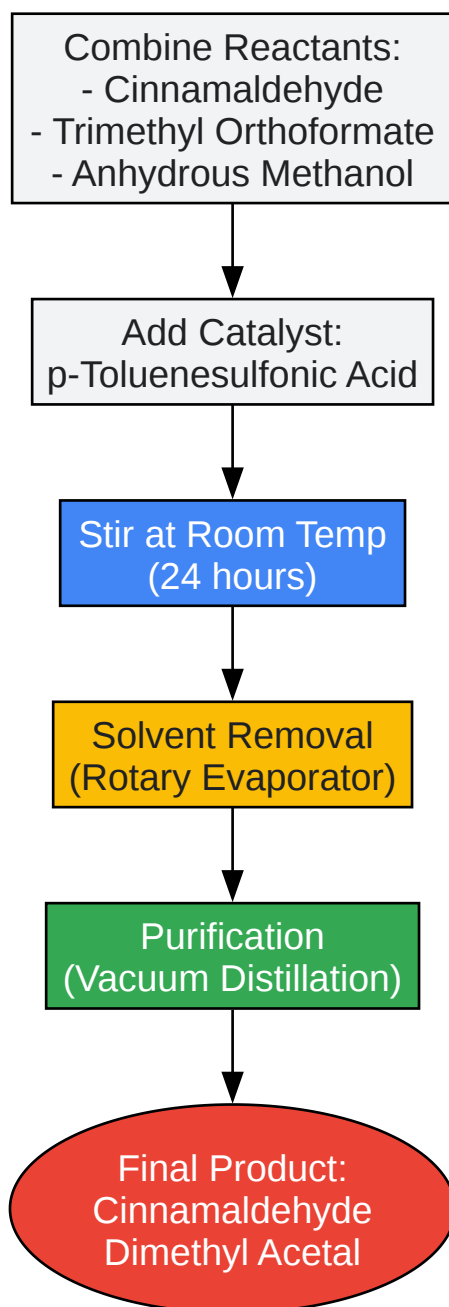 Combine Reactants:
- Cinnamaldehyde
- Trimethyl Orthoformate
- Anhydrous Methanol
Add Catalyst:
p-Toluenesulfonic Acid
Stir at Room Temp
(24 hours)
Solvent Removal
(Rotary Evaporator)
Purification
(Vacuum Distillation)
Final Product:
Cinnamaldehyde
Dimethyl Acetal